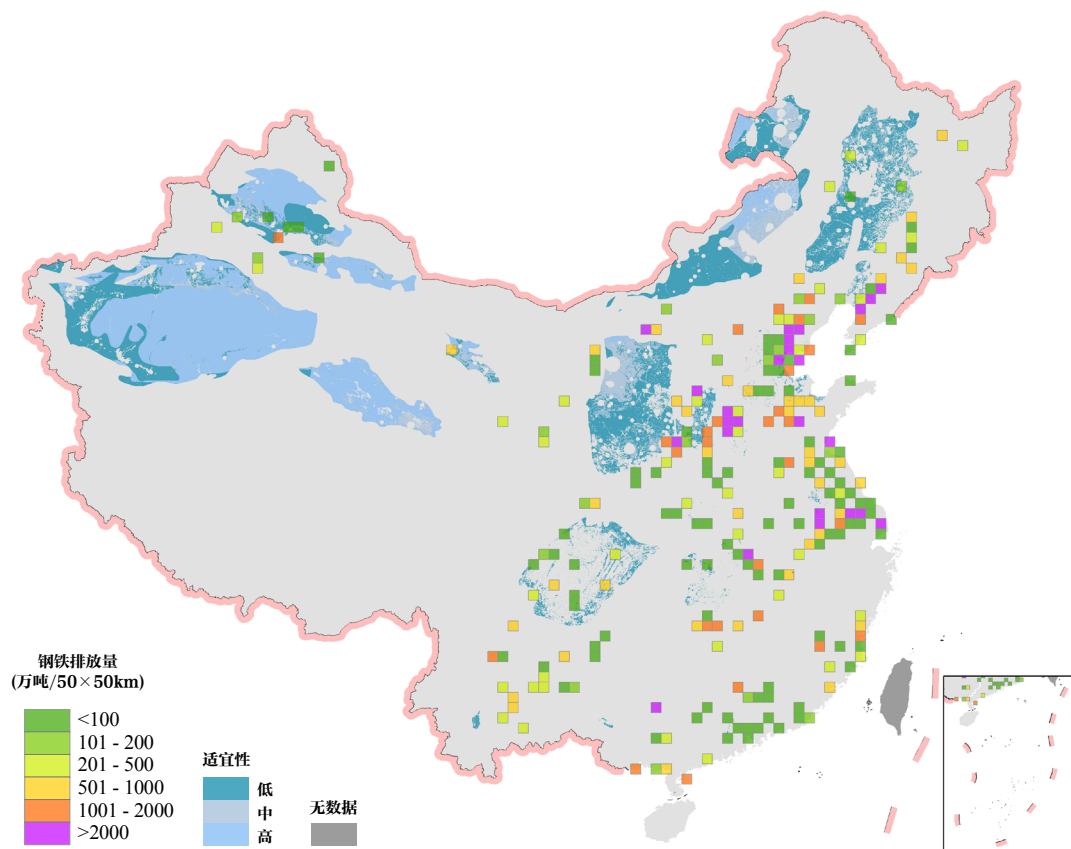 钢铁排放量
(万吨/50×50km)
<100
101 - 200
201 - 500
501 - 1000
1001 - 2000
>2000
适宜性
低
中
高
无数据